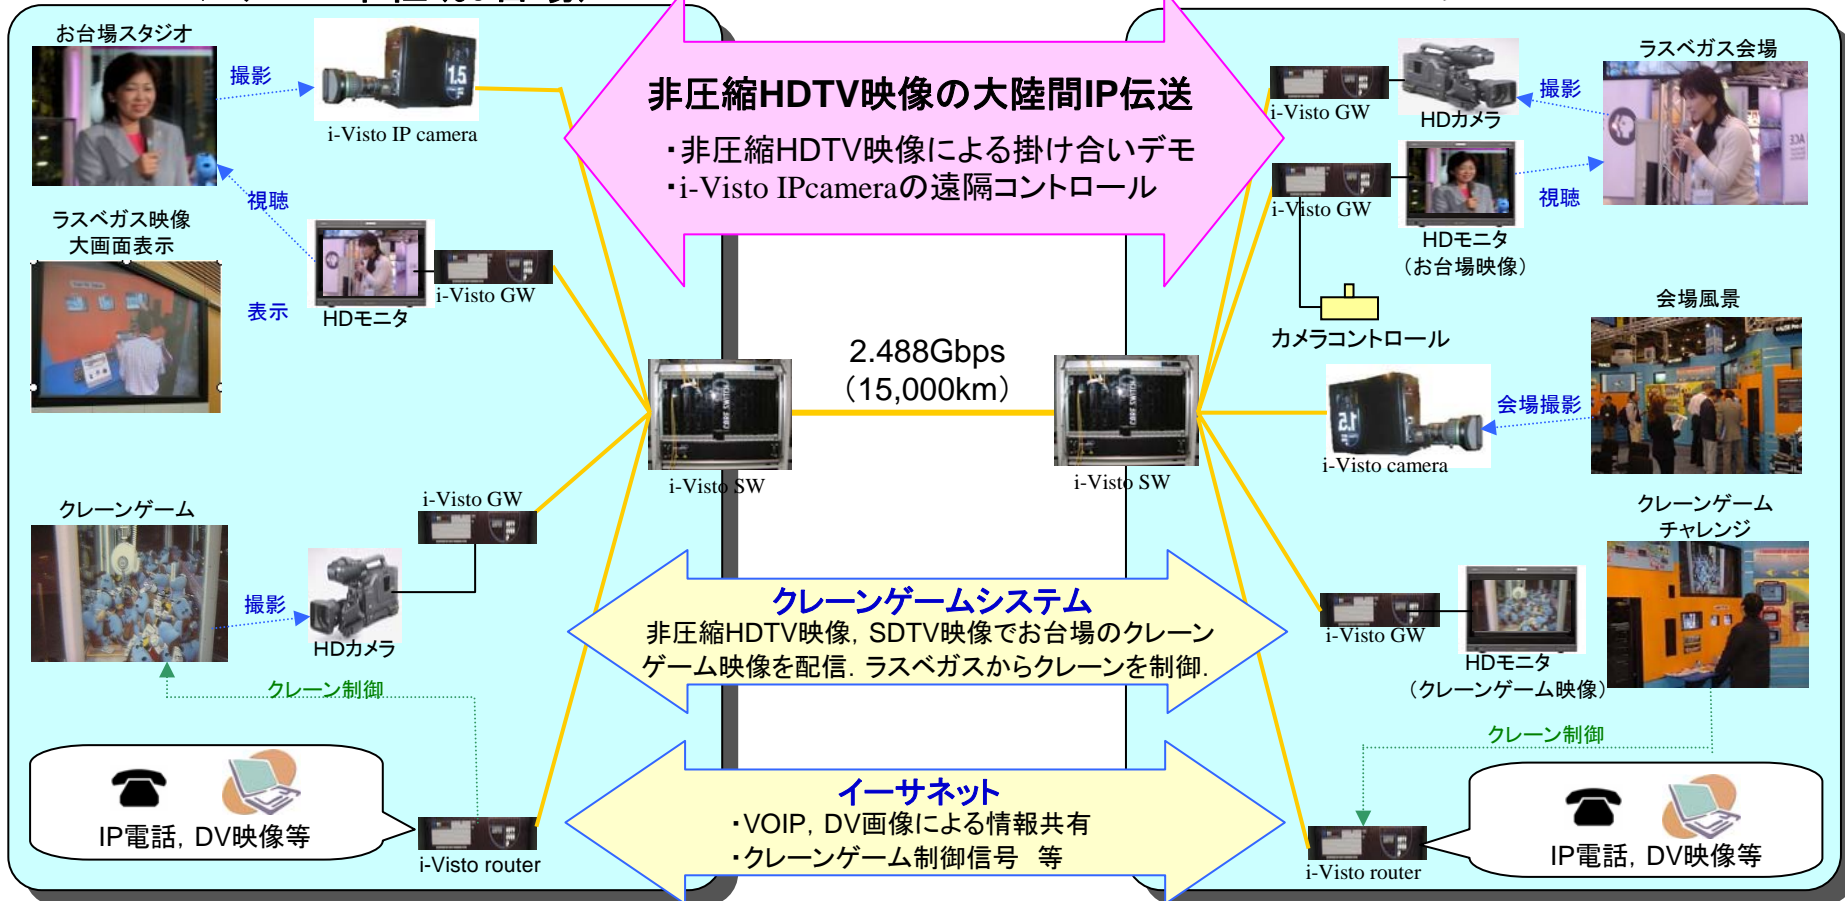 お台場スタジオ
撮影
i-Visto IP camera
視聴
ラスベガス映像
大画面表示
表示
HDモニタ
i-Visto GW
i-Visto SW
クレーンゲーム
撮影
HDカメラ
i-Visto GW
クレーン制御
IP電話, DV映像等
i-Visto router
非圧縮HDTV映像の大陸間IP伝送
・非圧縮HDTV映像による掛け合いデモ
・i-Visto IPcameraの遠隔コントロール
2.488Gbps
（15,000km）
クレーンゲームシステム
非圧縮HDTV映像, SDTV映像でお台場のクレーン
ゲーム映像を配信. ラスベガスからクレーンを制御.
イーサネット
・VOIP, DV画像による情報共有
・クレーンゲーム制御信号　等
i-Visto GW
HDカメラ
撮影
ラスベガス会場
i-Visto GW
HDモニタ
（お台場映像）
視聴
カメラコントロール
会場風景
会場撮影
i-Visto camera
i-Visto SW
クレーンゲーム
チャレンジ
i-Visto GW
HDモニタ
（クレーンゲーム映像）
クレーン制御
i-Visto router
IP電話, DV映像等